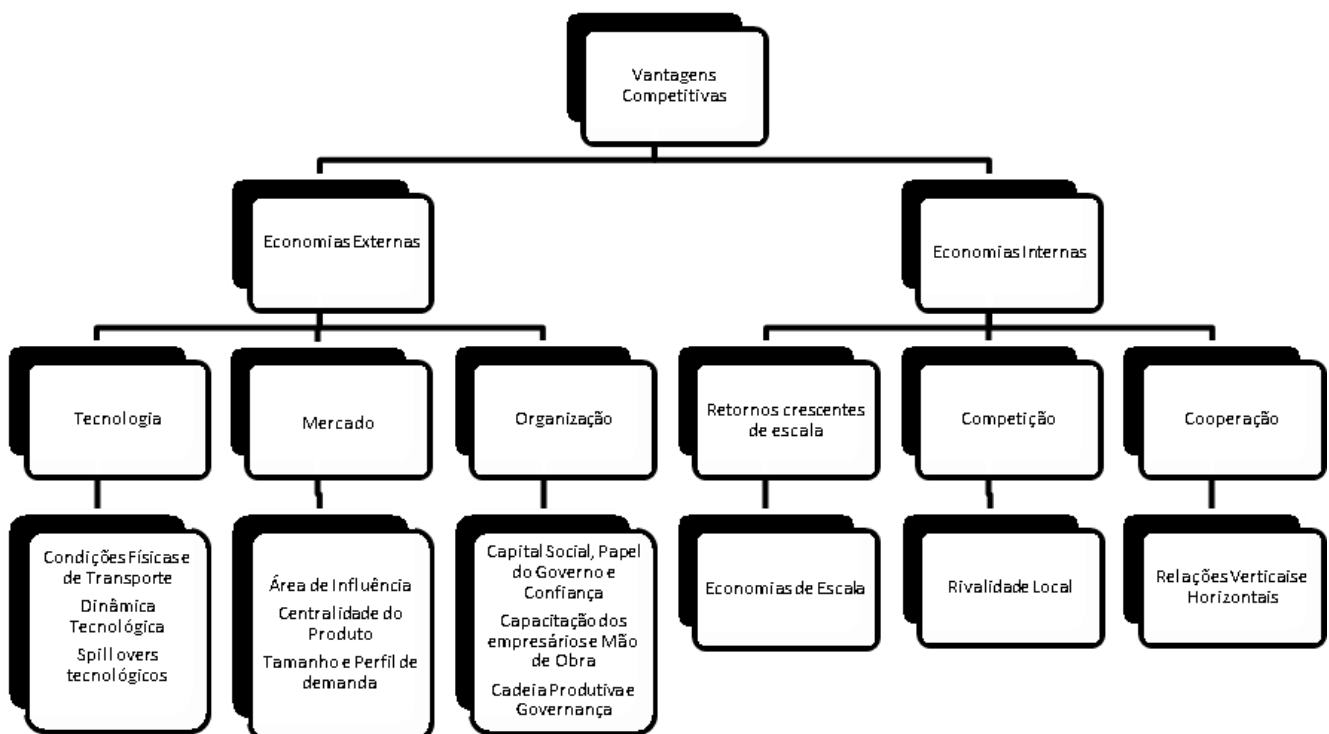 Vantagens
Competitivas
Economias Externas
Economias Internas
Tecnologia
Mercado
Organização
Retornos crescentes
de escala
Competição
Cooperação
Condições Físicas e
de Transporte
Dinâmica
Tecnológica
Spill overs
tecnológicos
Área de Influência
Centralidade do
Produto
Tamanho e Perfil de
demanda
Capital Social, Papel
do Governo e
Confiança
Capacitação dos
empresários e Mão
de Obra
Cadeia Produtiva e
Governança
Economias de Escala
Rivalidade Local
Relações Verticais e
Horizontais